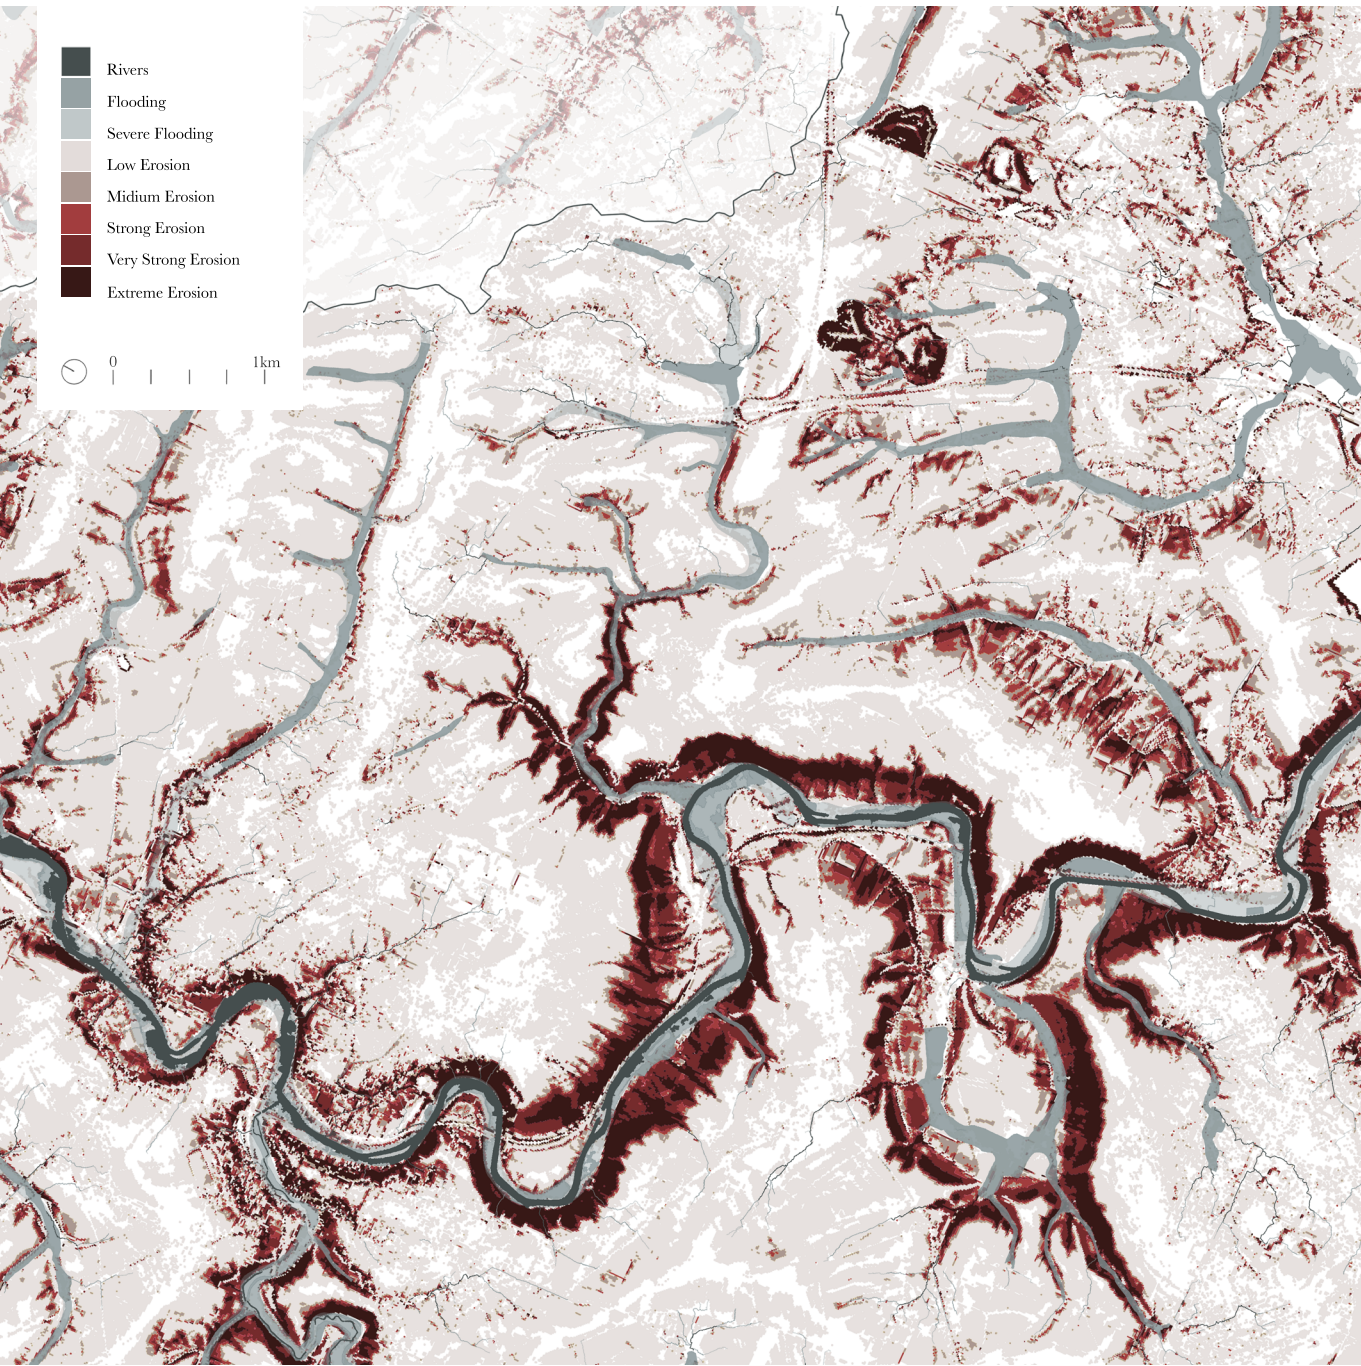 Rivers
Flooding
Severe Flooding
Low Erosion
Midium Erosion
Strong Erosion
Very Strong Erosion
Extreme Erosion
0 1km